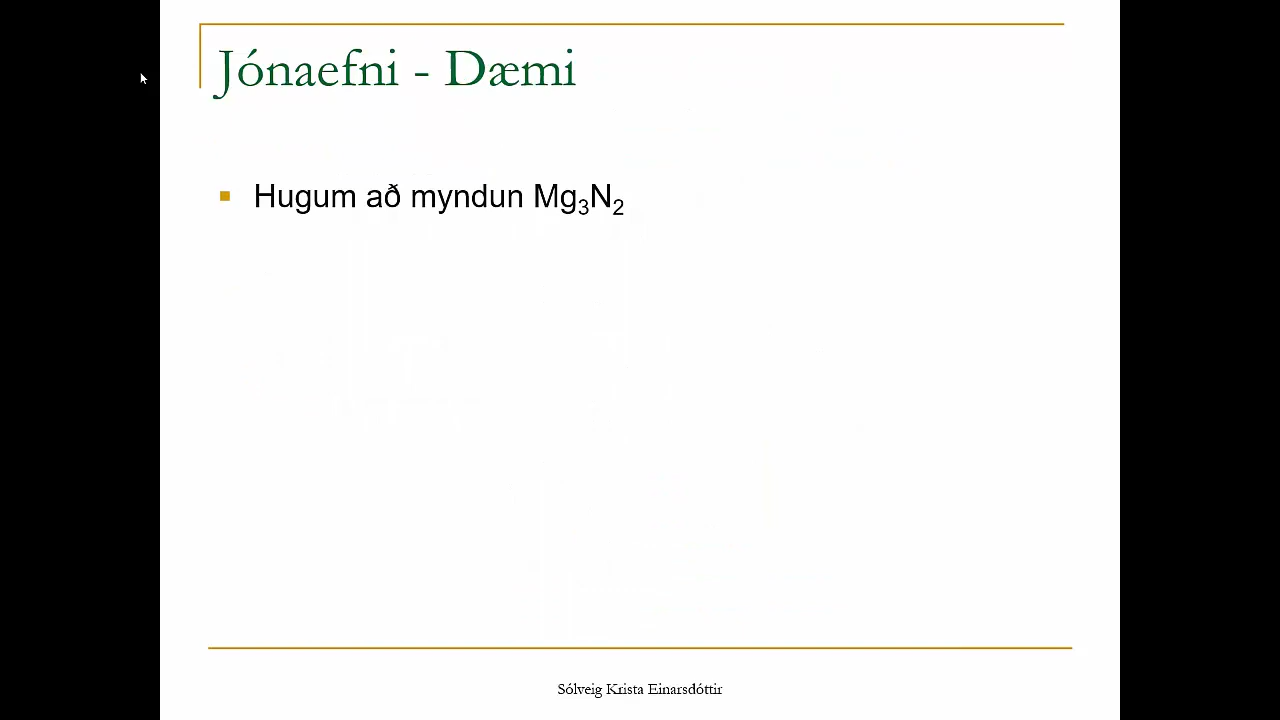 Jónaefni - Dæmi
Hugum að myndun Mg₃N₂
Sólveig Krista Einarsdóttir